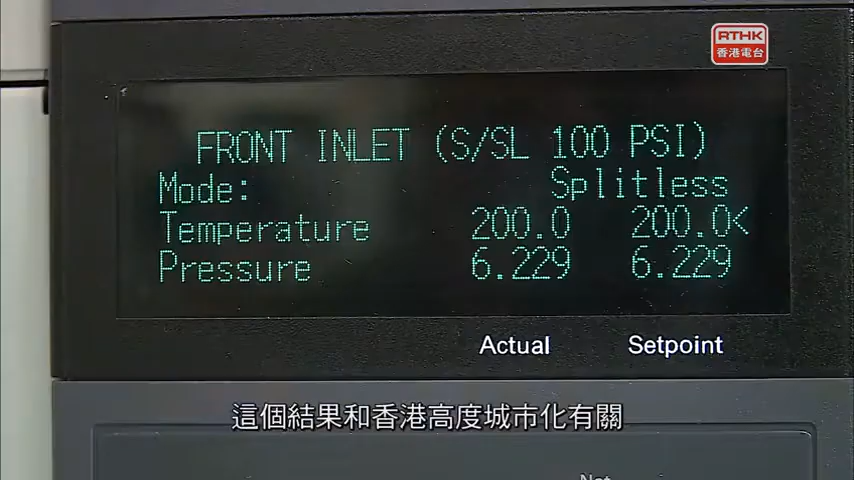 RTHK
香港電台
FRONT INLET (S/SL 100 PSI)
Mode: Splitless
Temperature 200.0 200.0<
Pressure 6.229 6.229
Actual Setpoint
這個結果和香港高度城市化有關